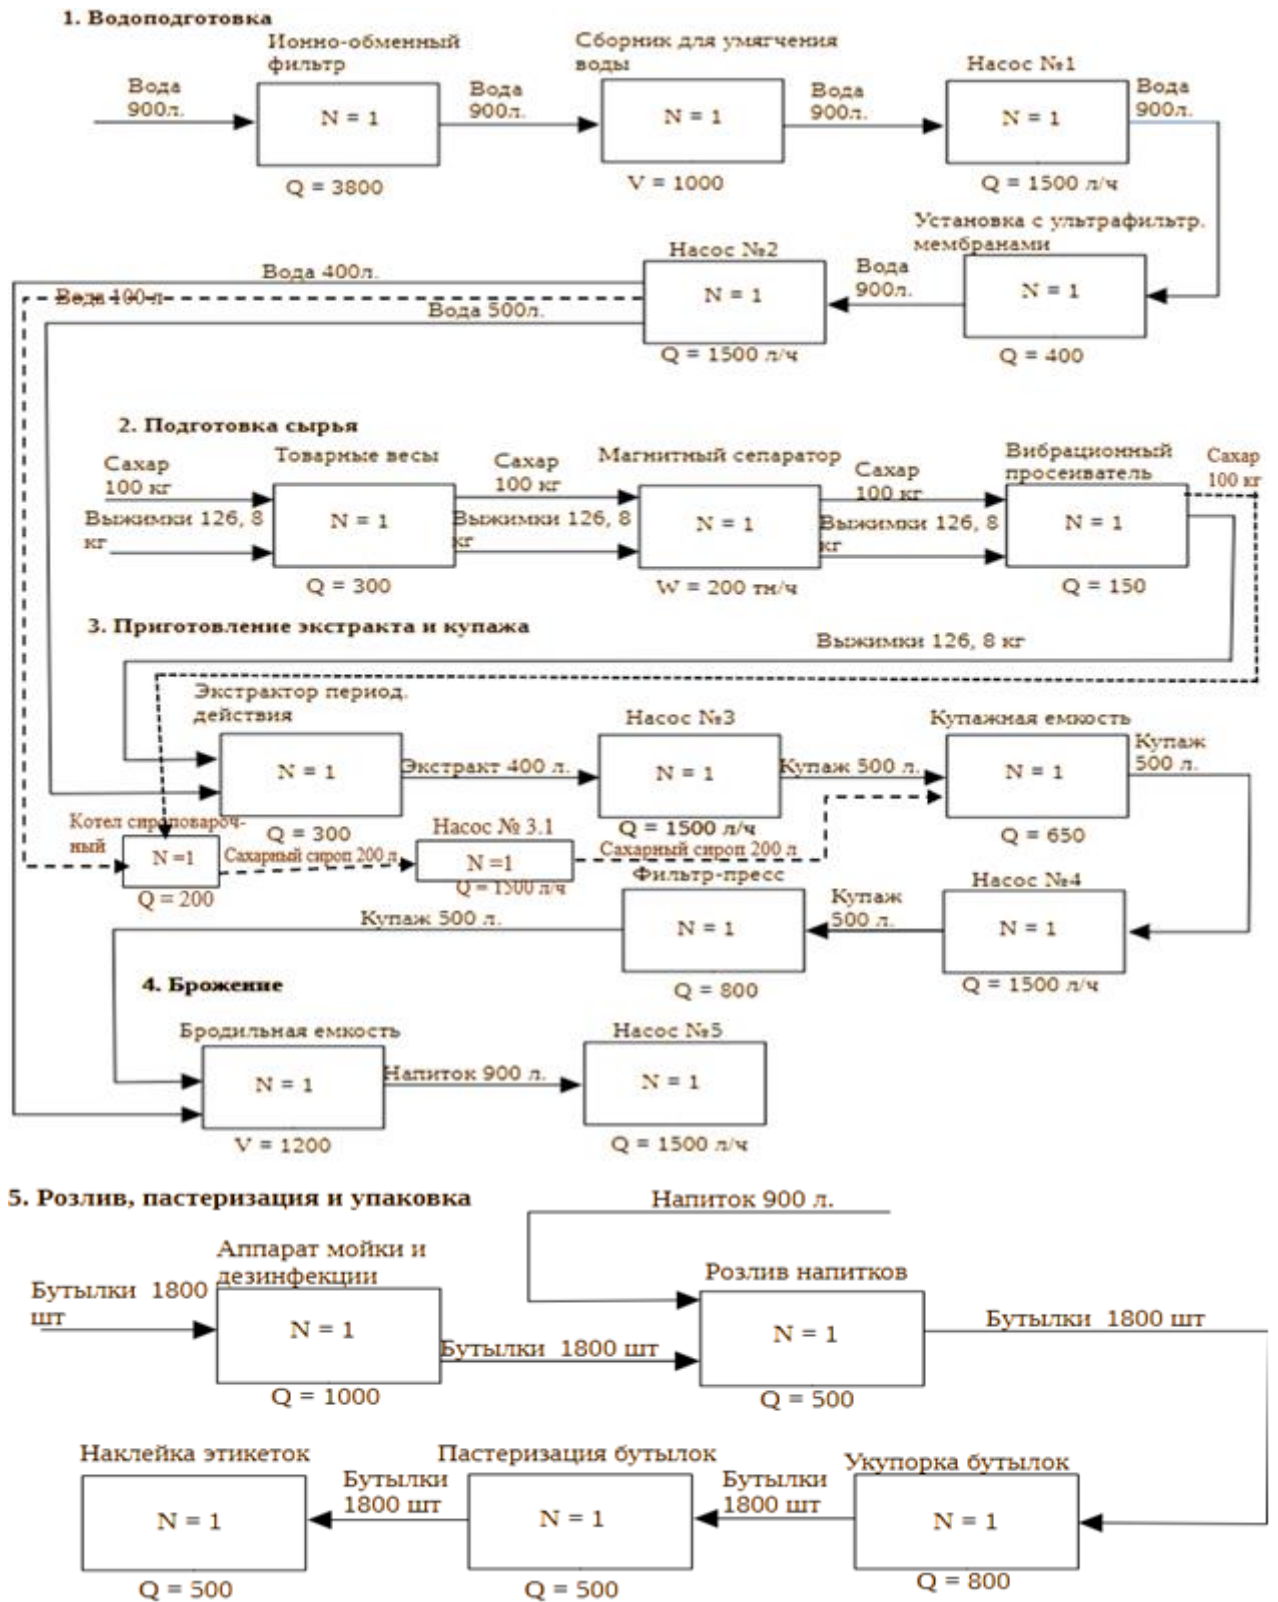 1. Водоподготовка
Ионно-обменный
фильтр
Сборник для умягчения
воды
Насос №1
Вода
900л.
N = 1
Вода
900л.
N = 1
Вода
900л.
N = 1
Вода
900л.
Q = 3800
V = 1000
Q = 1500 л/ч
Установка с ультрафильтр.
мембранами
Насос №2
Вода 400л.
Вода 100 л
Вода 500л.
N = 1
Вода
900л.
N = 1
Q = 1500 л/ч
Q = 400
2. Подготовка сырья
Товарные весы
Магнитный сепаратор
Вибрационный
просеиватель
Сахар
100 кг
Сахар
100 кг
Сахар
100 кг
Сахар
100 кг
Выжимки 126, 8
кг
N = 1
Выжимки 126, 8
кг
N = 1
Выжимки 126, 8
кг
N = 1
Q = 300
W = 200 тн/ч
Q = 150
3. Приготовление экстракта и купажа
Выжимки 126, 8 кг
Экстрактор период.
действия
Насос №3
Купажная емкость
N = 1
Экстракт 400 л.
N = 1
Купаж 500 л.
N = 1
Купаж
500 л.
Q = 300
Q = 1500 л/ч
Q = 650
Котел сироповароч-
ный
N =1
Q = 200
Сахарный сироп 200 л
Насос № 3.1
N =1
Q = 1500 л/ч
Сахарный сироп 200 л
Фильтр-пресс
Насос №4
Купаж 500 л.
N = 1
Купаж
500 л.
N = 1
Q = 800
Q = 1500 л/ч
4. Брожение
Бродильная емкость
Насос №5
N = 1
Напиток 900 л.
N = 1
V = 1200
Q = 1500 л/ч
5. Розлив, пастеризация и упаковка
Напиток 900 л.
Аппарат мойки и
дезинфекции
Розлив напитков
Бутылки 1800
шт
N = 1
Бутылки 1800 шт
N = 1
Бутылки 1800 шт
Q = 1000
Q = 500
Наклейка этикеток
Пастеризация бутылок
Укупорка бутылок
N = 1
Бутылки
1800 шт
N = 1
Бутылки
1800 шт
N = 1
Q = 500
Q = 500
Q = 800